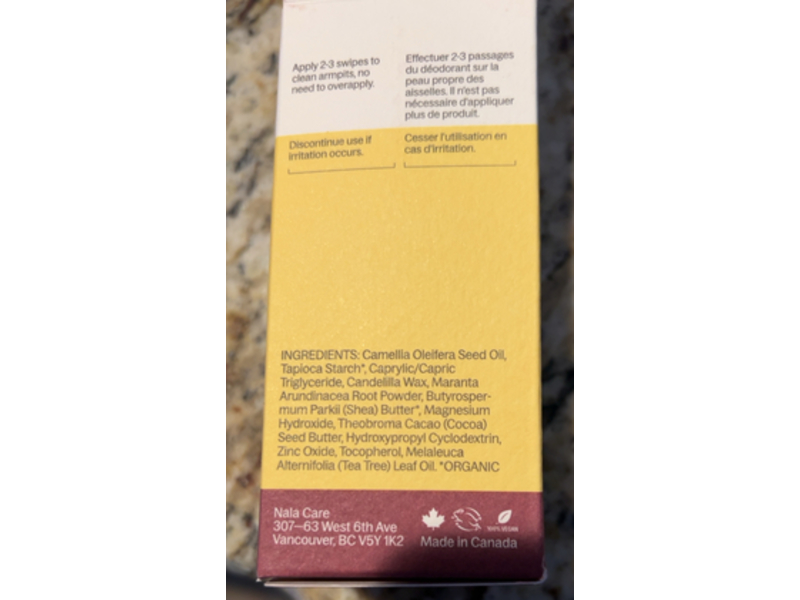 Apply 2-3 swipes to
clean armpits, no
need to overapply.
Effectuer 2-3 passages
du déodorant sur la
peau propre des
aisselles. Il n'est pas
nécessaire d'appliquer
plus de produit.
Discontinue use if
irritation occurs.
Cesser l'utilisation en
cas d'irritation.
INGREDIENTS: Camellia Oleifera Seed Oil,
Tapioca Starch*, Caprylic/Capric
Triglyceride, Candelilla Wax, Maranta
Arundinacea Root Powder, Butyrosper-
mum Parkii (Shea) Butter*, Magnesium
Hydroxide, Theobroma Cacao (Cocoa)
Seed Butter, Hydroxypropyl Cyclodextrin,
Zinc Oxide, Tocopherol, Melaleuca
Alternifolia (Tea Tree) Leaf Oil. *ORGANIC
Nala Care
307–63 West 6th Ave
Vancouver, BC V5Y 1K2
100% VEGAN
Made in Canada